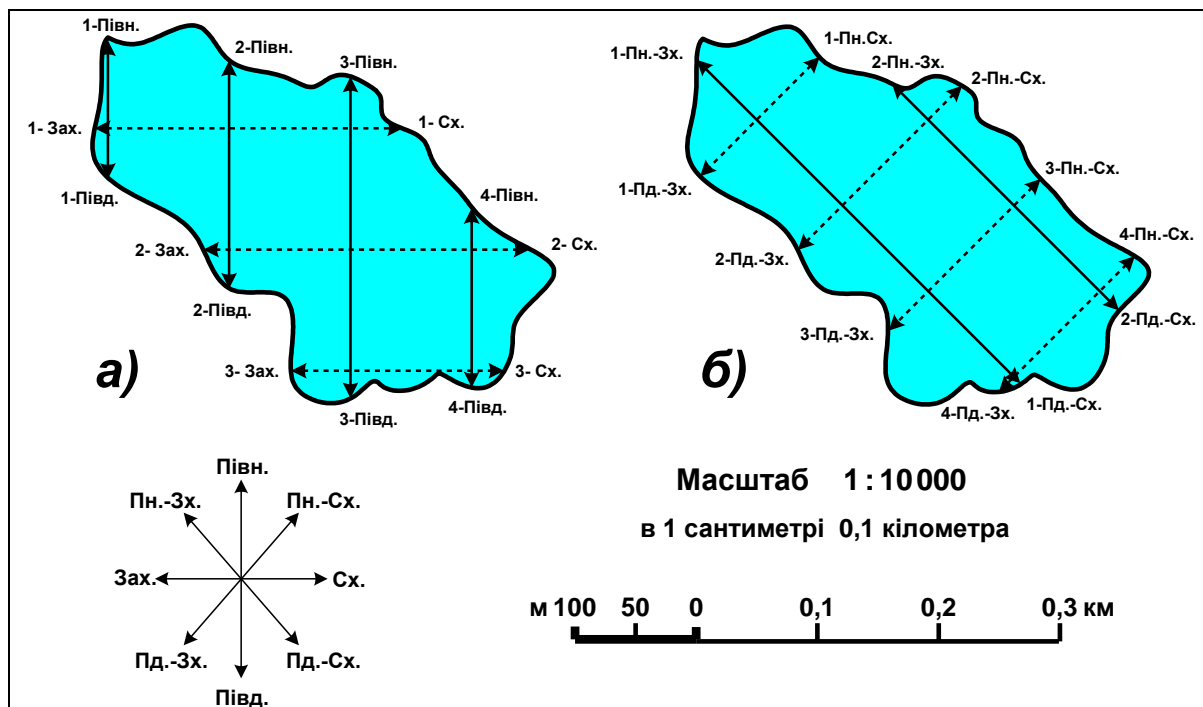 1-Півн.
2-Півн.
3-Півн.
1- Зах.
1- Сх.
1-Півд.
4-Півн.
2- Зах.
2- Сх.
2-Півд.
а)
3- Зах.
3- Сх.
3-Півд.
4-Півд.
1-Пн.-Зх.
1-Пн.Сх.
2-Пн.-Зх.
2-Пн.-Сх.
1-Пд.-Зх.
3-Пн.-Сх.
2-Пд.-Зх.
4-Пн.-Сх.
3-Пд.-Зх.
2-Пд.-Сх.
б)
4-Пд.-Зх.
1-Пд.-Сх.
Півн.
Пн.-Зх.
Пн.-Сх.
Зах.
Сх.
Пд.-Зх.
Пд.-Сх.
Півд.
Масштаб 1 : 10 000
в 1 сантиметрі 0,1 кілометра
м 100 50 0 0,1 0,2 0,3 км